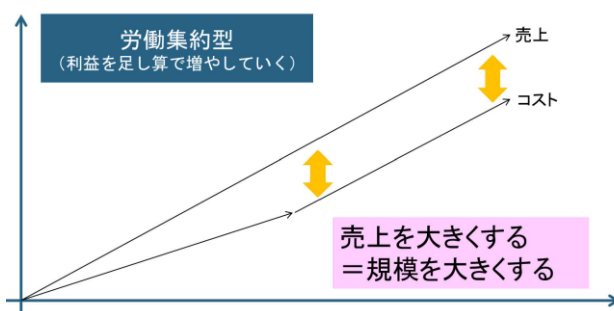 労働集約型
（利益を足し算で増やしていく）
売上
コスト
売上を大きくする
＝規模を大きくする